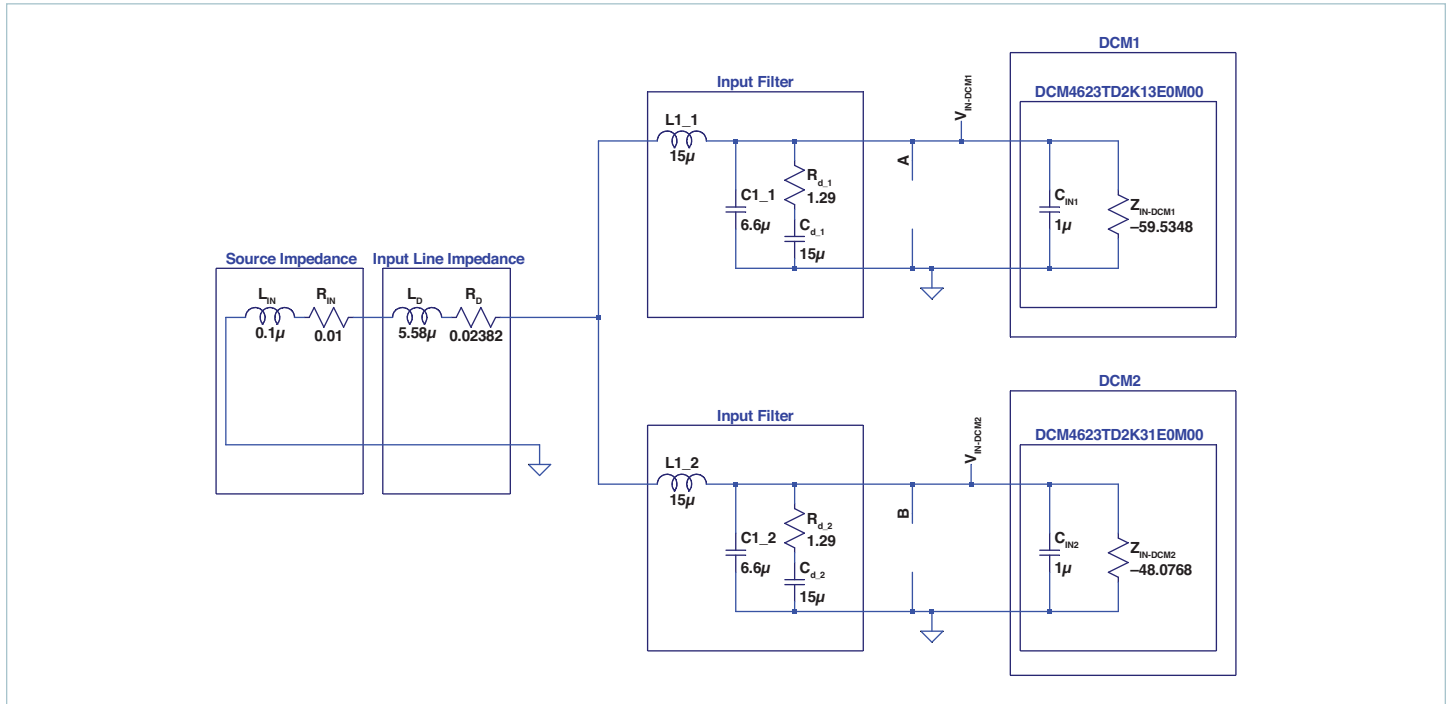 DCM1
Input Filter
DCM4623TD2K13E0M00
V_IN-DCM1
L1_1
15µ
A
R_d_1
1.29
C1_1
6.6µ
C_d_1
15µ
C_IN1
1µ
Z_IN-DCM1
–59.5348
Source Impedance
Input Line Impedance
L_IN
0.1µ
R_IN
0.01
L_D
5.58µ
R_D
0.02382
DCM2
Input Filter
DCM4623TD2K31E0M00
V_IN-DCM2
L1_2
15µ
B
R_d_2
1.29
C1_2
6.6µ
C_d_2
15µ
C_IN2
1µ
Z_IN-DCM2
–48.0768